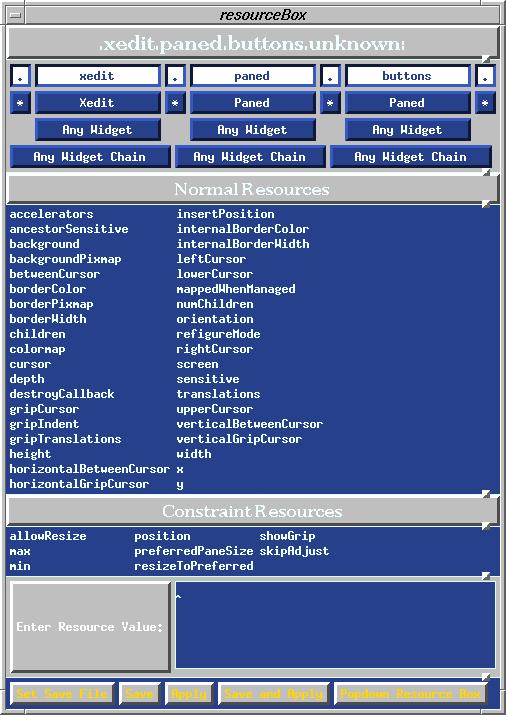 resourceBox
.xedit.paned.buttons.unknown:
. xedit . paned . buttons .
* Xedit * Paned * Paned *
Any Widget Any Widget Any Widget
Any Widget Chain Any Widget Chain Any Widget Chain
Normal Resources
accelerators insertPosition
ancestorSensitive internalBorderColor
background internalBorderWidth
backgroundPixmap leftCursor
betweenCursor lowerCursor
borderColor mappedWhenManaged
borderPixmap numChildren
borderWidth orientation
children refigureMode
colormap rightCursor
cursor screen
depth sensitive
destroyCallback translations
gripCursor upperCursor
gripIndent verticalBetweenCursor
gripTranslations verticalGripCursor
height width
horizontalBetweenCursor x
horizontalGripCursor y
Constraint Resources
allowResize position showGrip
max preferredPaneSize skipAdjust
min resizeToPreferred
Enter Resource Value:
^
Set Save File Save Apply Save and Apply Popdown Resource Box